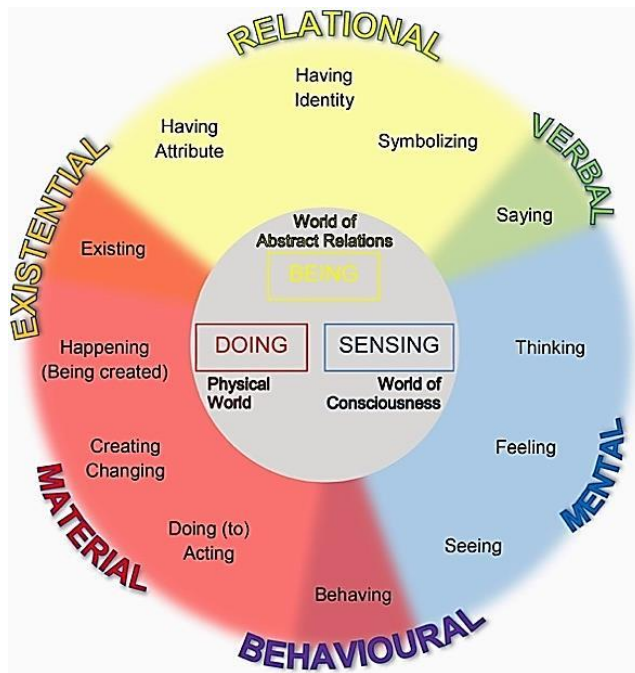 RELATIONAL
Having
Identity
Having
Attribute
Symbolizing
VERBAL
Saying
EXISTENTIAL
Existing
World of
Abstract Relations
BEING
DOING
SENSING
Physical
World
World of
Consciousness
Happening
(Being created)
Thinking
Creating
Changing
Feeling
MATERIAL
MENTAL
Doing (to)
Acting
Seeing
Behaving
BEHAVIOURAL